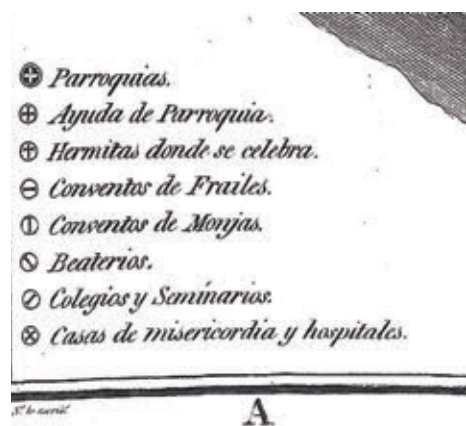 Parroquias.
Ayuda de Parroquia.
Hermitas donde se celebra.
Conventos de Frailes.
Conventos de Monjas.
Beaterios.
Colegios y Seminarios.
Casas de misericordia y hospitales.
A